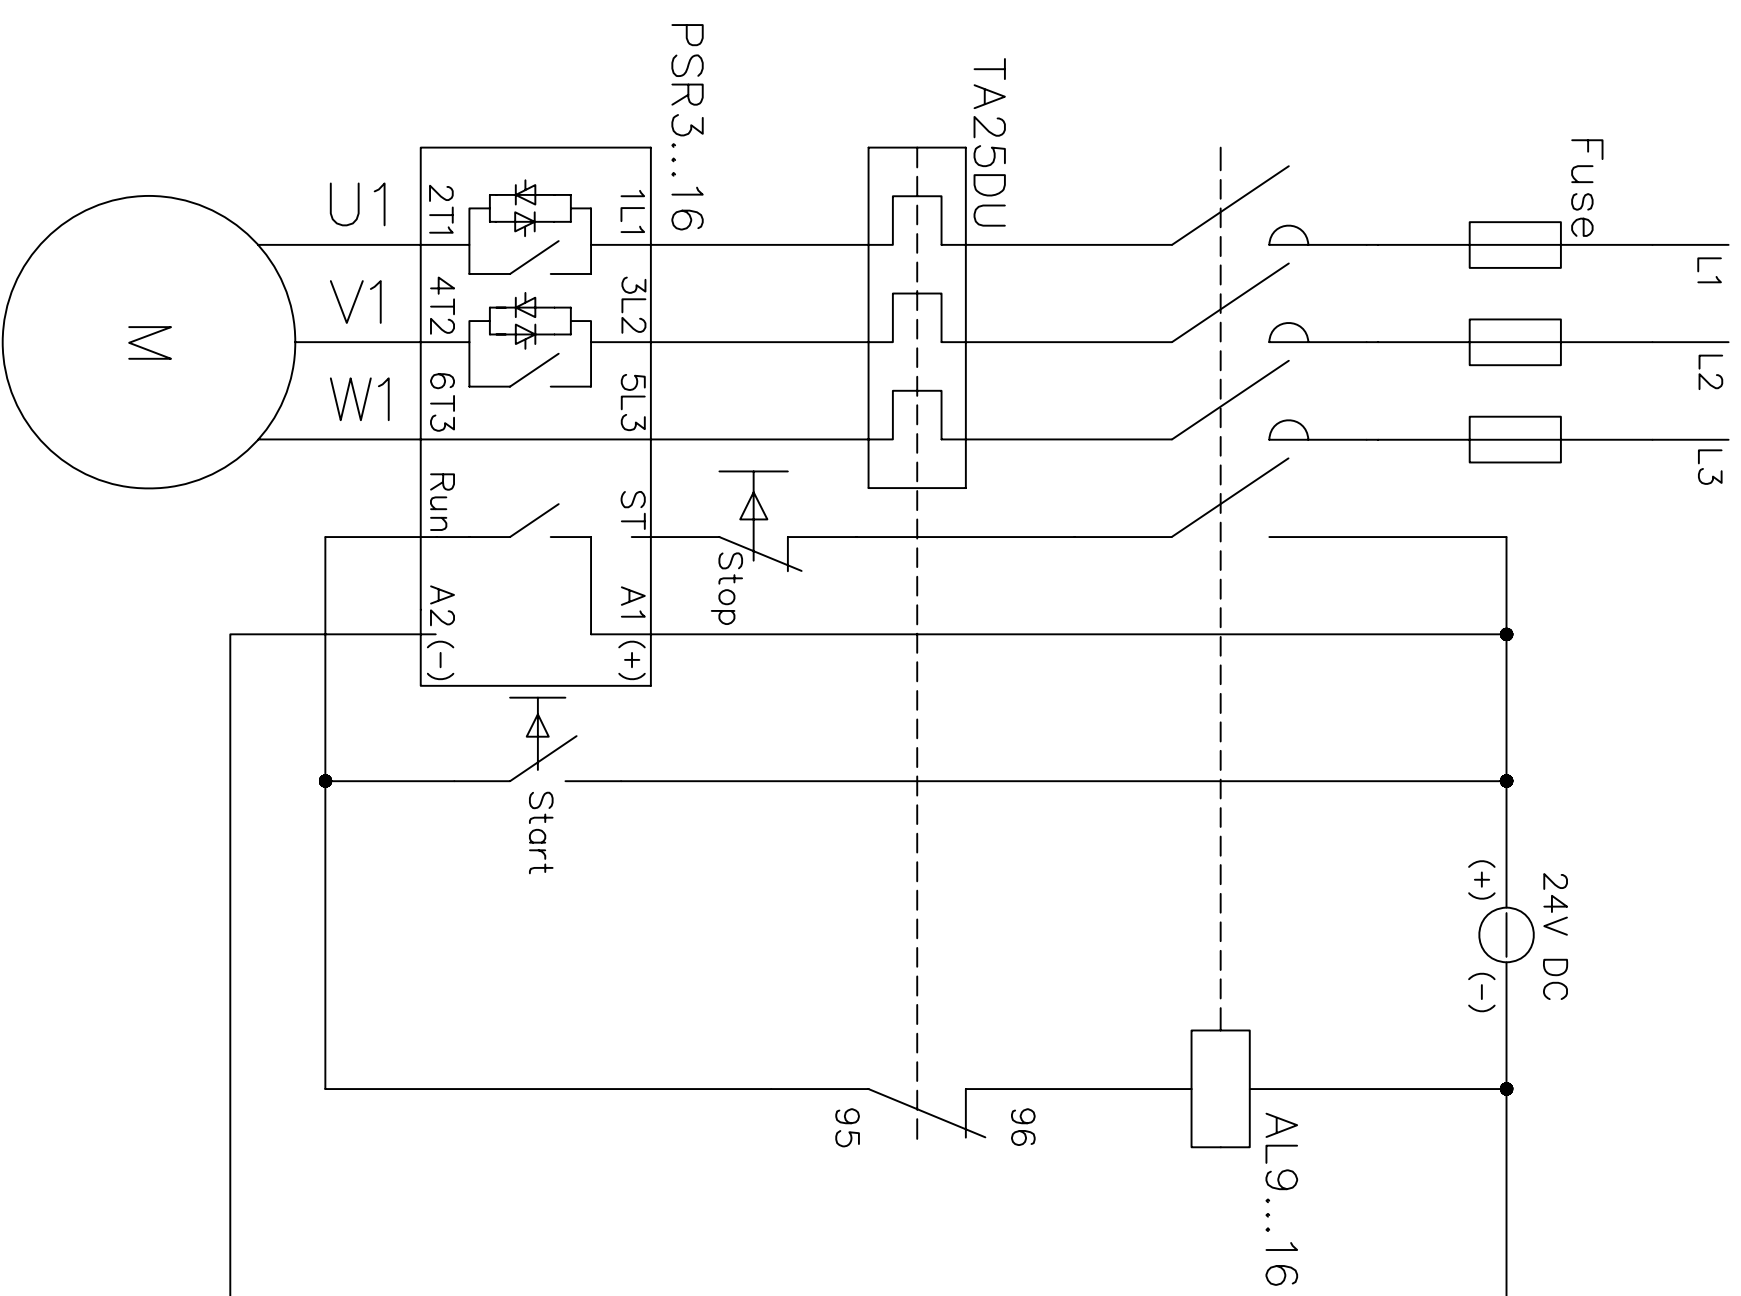 L1
L2
L3
Fuse
24V DC
(+)
(-)
AL9...16
TA25DU
96
95
Stop
PSR3...16
1L1
3L2
5L3
ST
A1 (+)
Start
2T1
4T2
6T3
Run
A2 (-)
U1
V1
W1
M